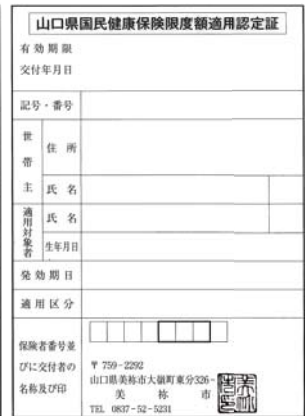 山口県国民健康保険限度額適用認定証
有効期限
交付年月日
記号・番号
世帯主
住所
氏名
適用対象者
氏名
生年月日
発効期日
適用区分
保険者番号並
びに交付者の
名称及び印
〒759-2292
山口県美祢市大嶺町東分326-
美祢市
TEL 0837-52-5231